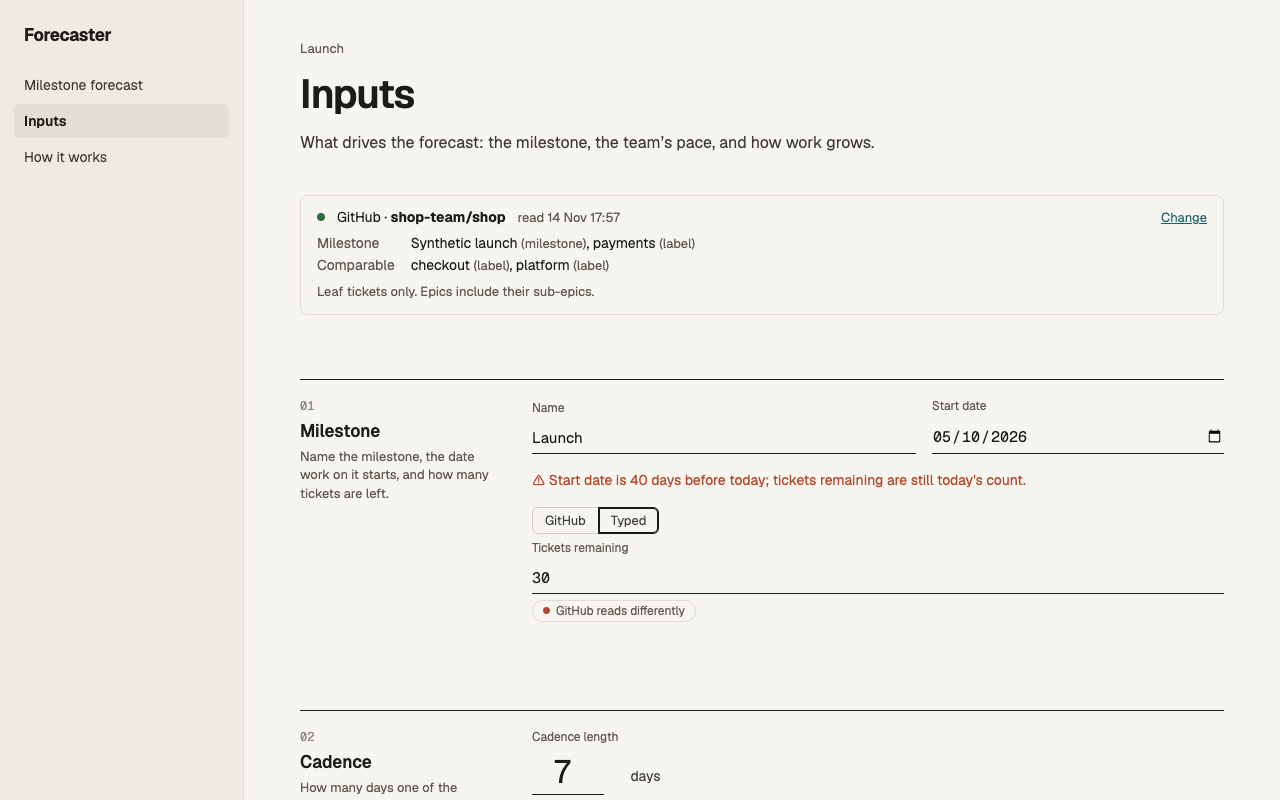 Forecaster
Milestone forecast
Inputs
How it works
Launch
Inputs
What drives the forecast: the milestone, the team’s pace, and how work grows.
GitHub · shop-team/shop read 14 Nov 17:57
Change
Milestone Synthetic launch (milestone), payments (label)
Comparable checkout (label), platform (label)
Leaf tickets only. Epics include their sub-epics.
01
Milestone
Name the milestone, the date
work on it starts, and how many
tickets are left.
Name
Launch
Start date
05/10/2026
Start date is 40 days before today; tickets remaining are still today's count.
GitHub Typed
Tickets remaining
30
GitHub reads differently
02
Cadence
How many days one of the
Cadence length
7 days